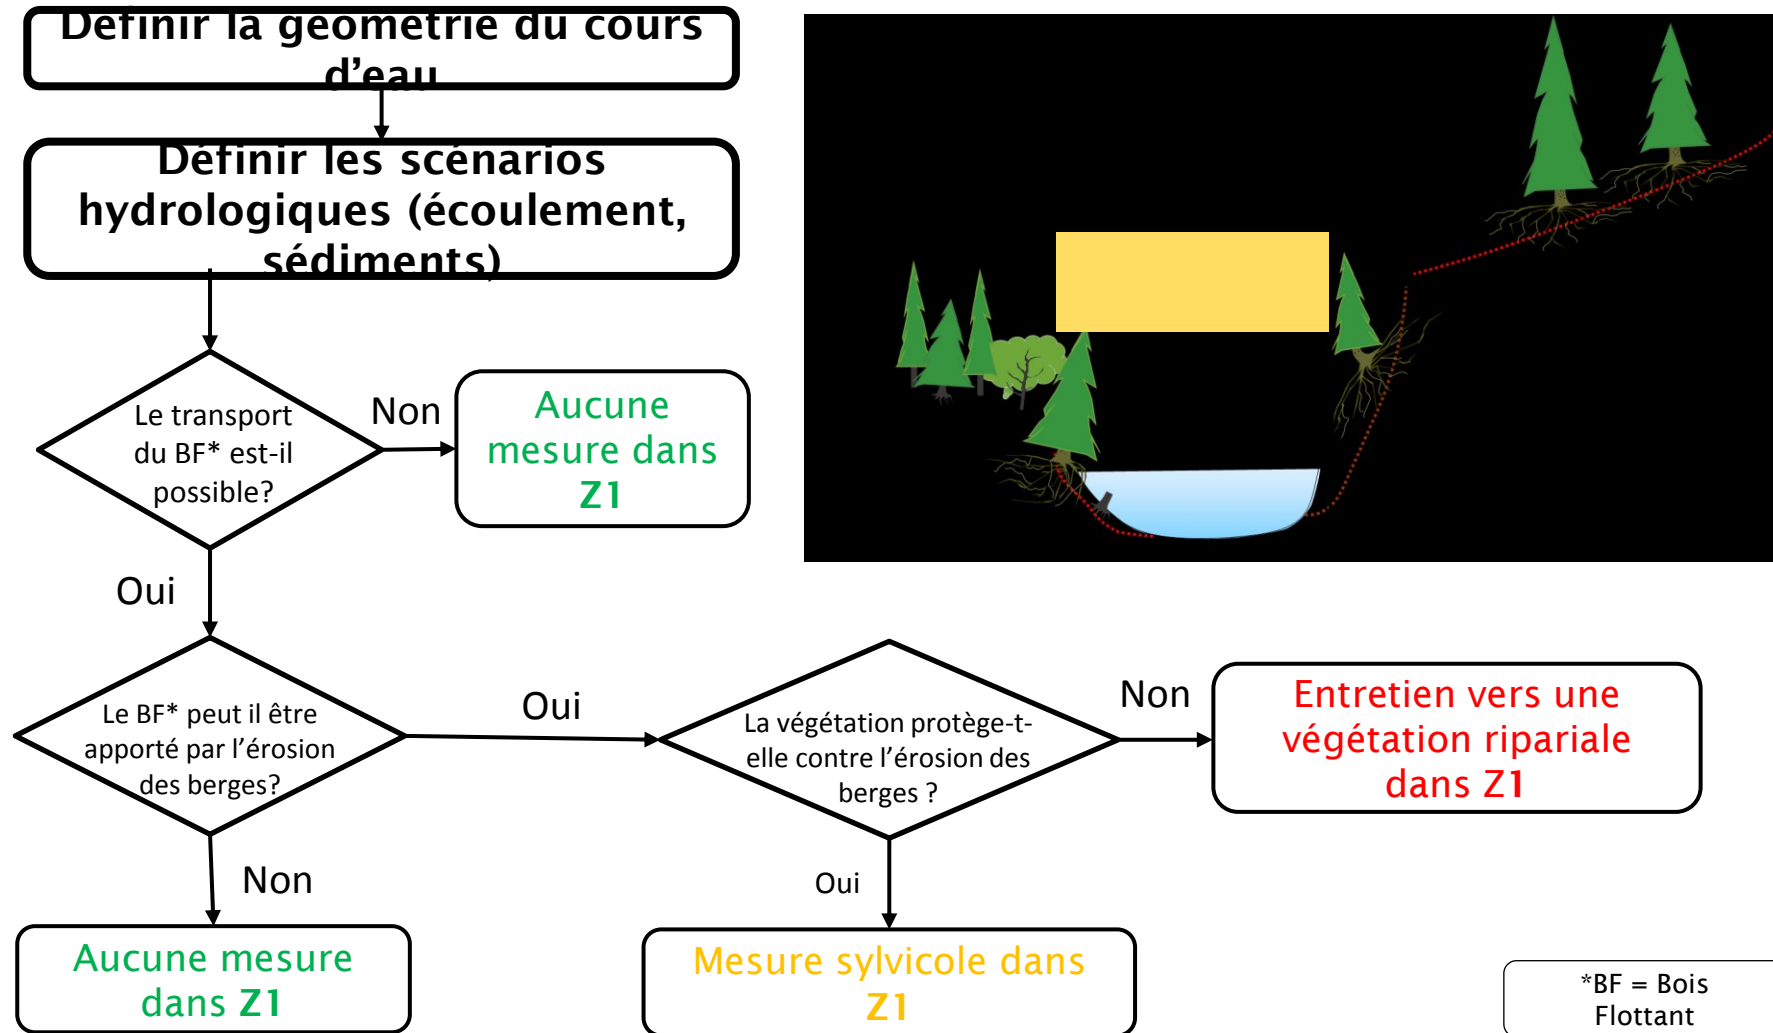 Définir la géométrie du cours
d'eau
Définir les scénarios
hydrologiques (écoulement,
sédiments)
Le transport
du BF* est-il
possible?
Non
Aucune
mesure dans
Z1
Oui
Le BF* peut il être
apporté par l'érosion
des berges?
Oui
La végétation protège-t-
elle contre l'érosion des
berges ?
Non
Entretien vers une
végétation ripariale
dans Z1
Non
Oui
Aucune mesure
dans Z1
Mesure sylvicole dans
Z1
*BF = Bois
Flottant